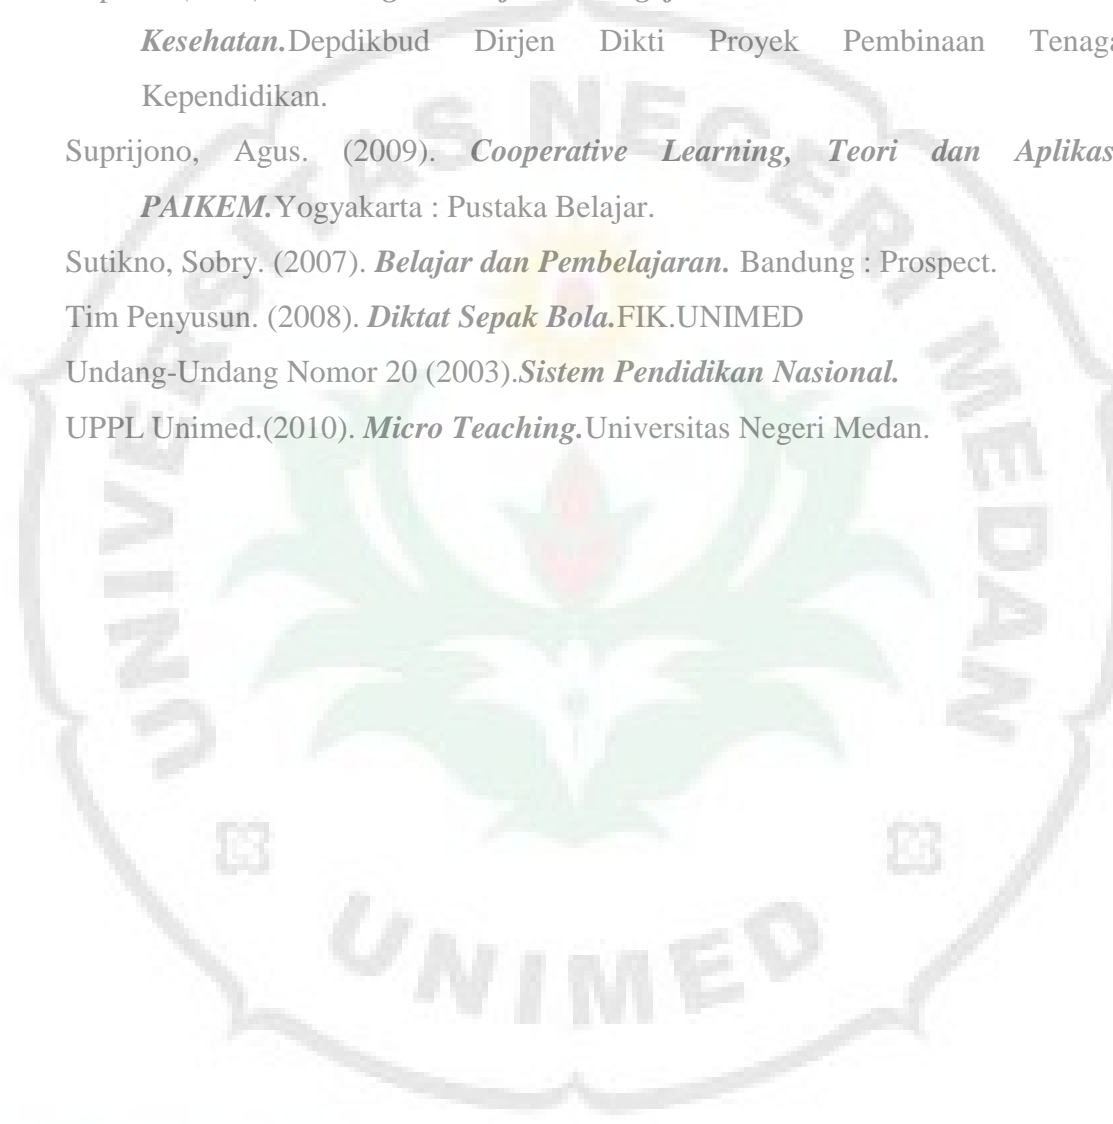 Kesehatan.Depdikbud Dirjen Dikti Proyek Pembinaan Tenaga
Kependidikan.
Suprijono, Agus. (2009). Cooperative Learning, Teori dan Aplikas
PAIKEM.Yogyakarta : Pustaka Belajar.
Sutikno, Sobry. (2007). Belajar dan Pembelajaran. Bandung : Prospect.
Tim Penyusun. (2008). Diktat Sepak Bola.FIK.UNIMED
Undang-Undang Nomor 20 (2003).Sistem Pendidikan Nasional.
UPPL Unimed.(2010). Micro Teaching.Universitas Negeri Medan.
UNIVERSITAS NEGERI MEDAN
UNIMED